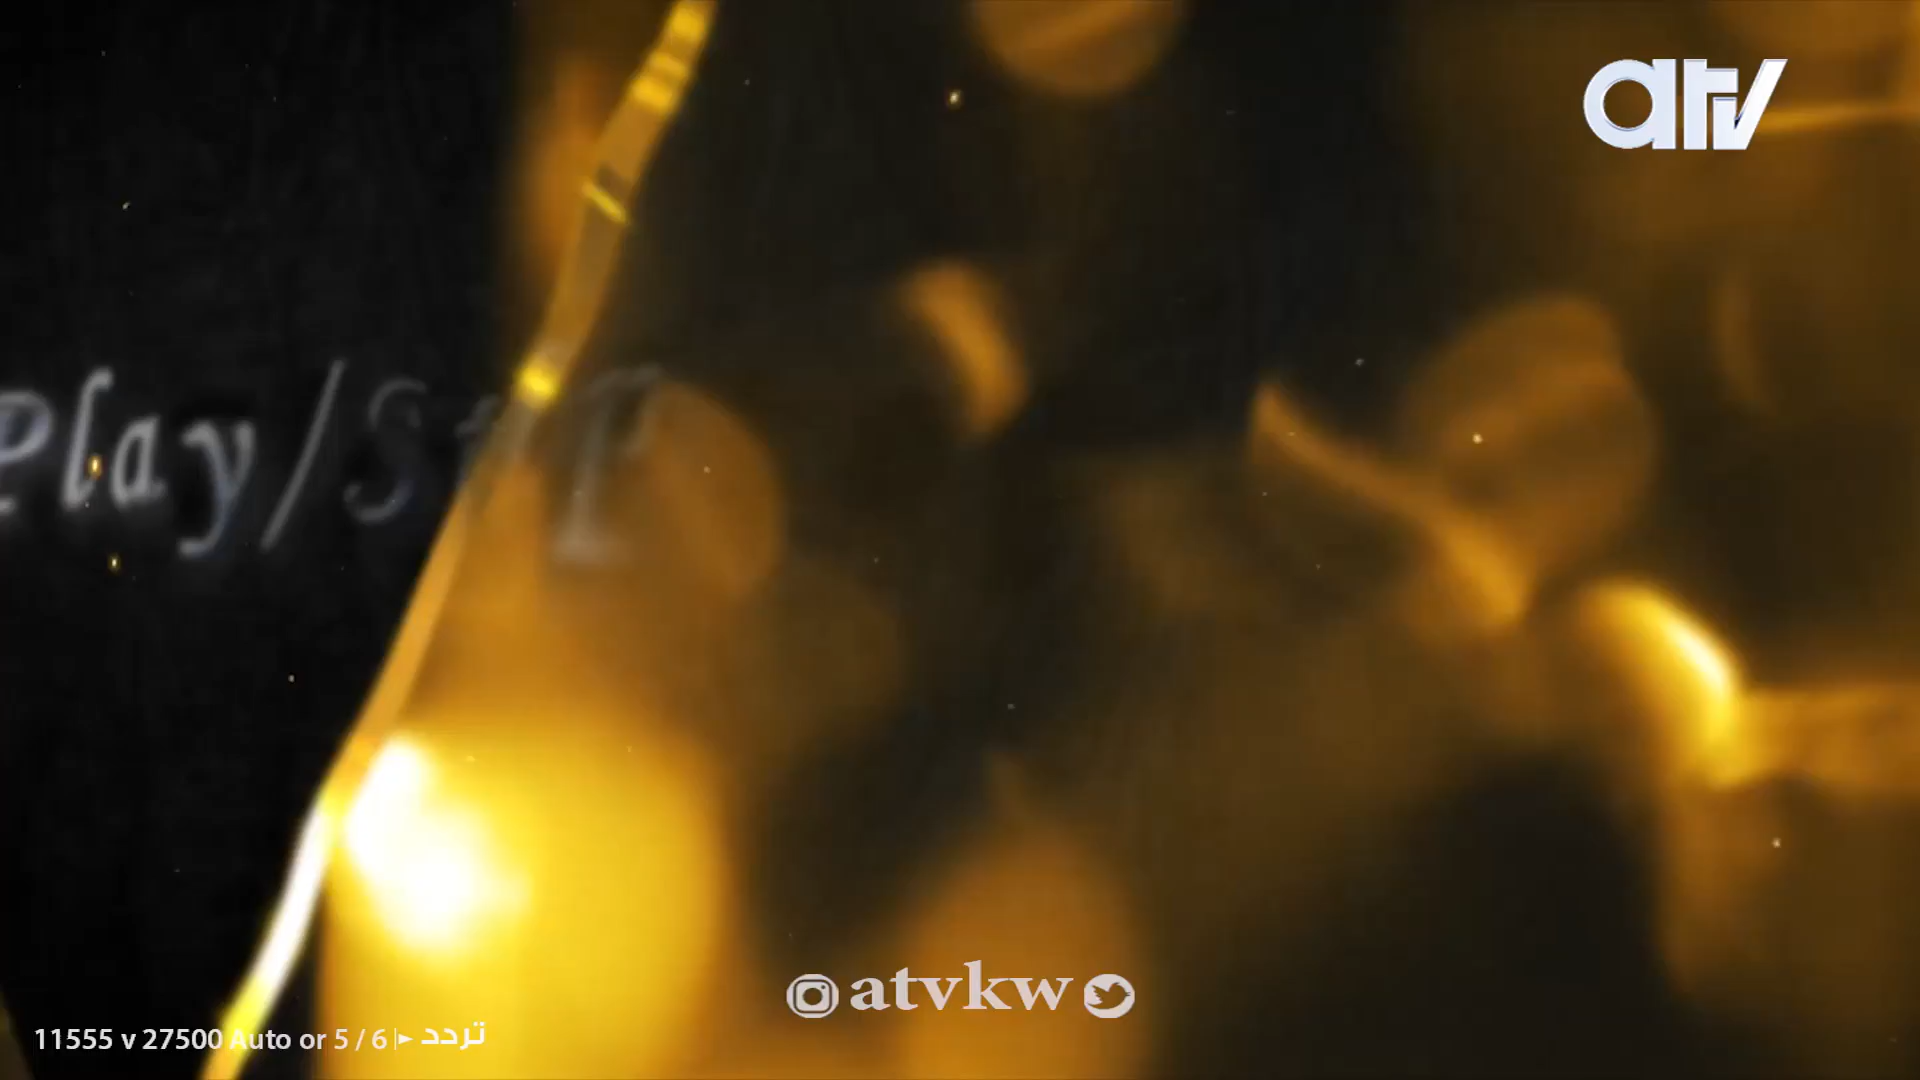 atv
Play/
atvkw
11555 v 27500 Auto or 5 / 6 |► تردد